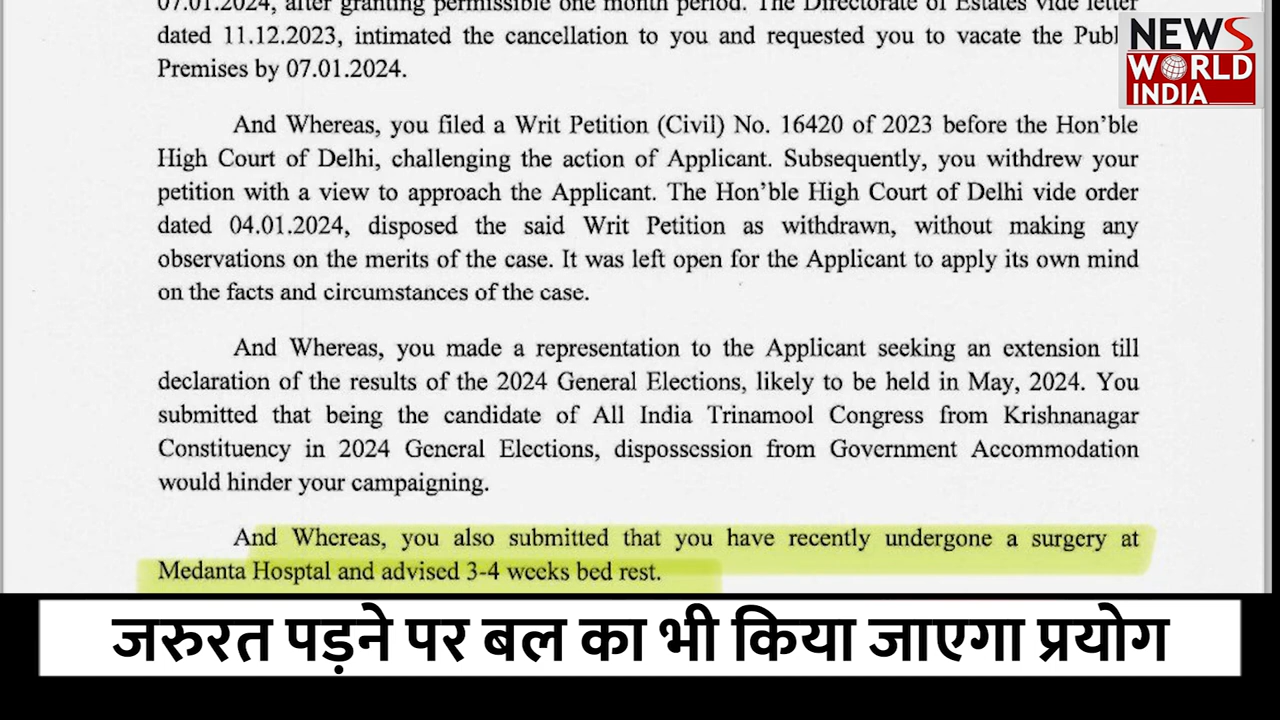 07.01.2024, after granting permissible one month period. The Directorate of Estates vide letter
dated 11.12.2023, intimated the cancellation to you and requested you to vacate the Publ
Premises by 07.01.2024.
And Whereas, you filed a Writ Petition (Civil) No. 16420 of 2023 before the Hon'ble
High Court of Delhi, challenging the action of Applicant. Subsequently, you withdrew your
petition with a view to approach the Applicant. The Hon'ble High Court of Delhi vide order
dated 04.01.2024, disposed the said Writ Petition as withdrawn, without making any
observations on the merits of the case. It was left open for the Applicant to apply its own mind
on the facts and circumstances of the case.
And Whereas, you made a representation to the Applicant seeking an extension till
declaration of the results of the 2024 General Elections, likely to be held in May, 2024. You
submitted that being the candidate of All India Trinamool Congress from Krishnanagar
Constituency in 2024 General Elections, dispossession from Government Accommodation
would hinder your campaigning.
And Whereas, you also submitted that you have recently undergone a surgery at
Medanta Hosptal and advised 3-4 weeks bed rest.
NEWS
WORLD
INDIA
जरुरत पड़ने पर बल का भी किया जाएगा प्रयोग